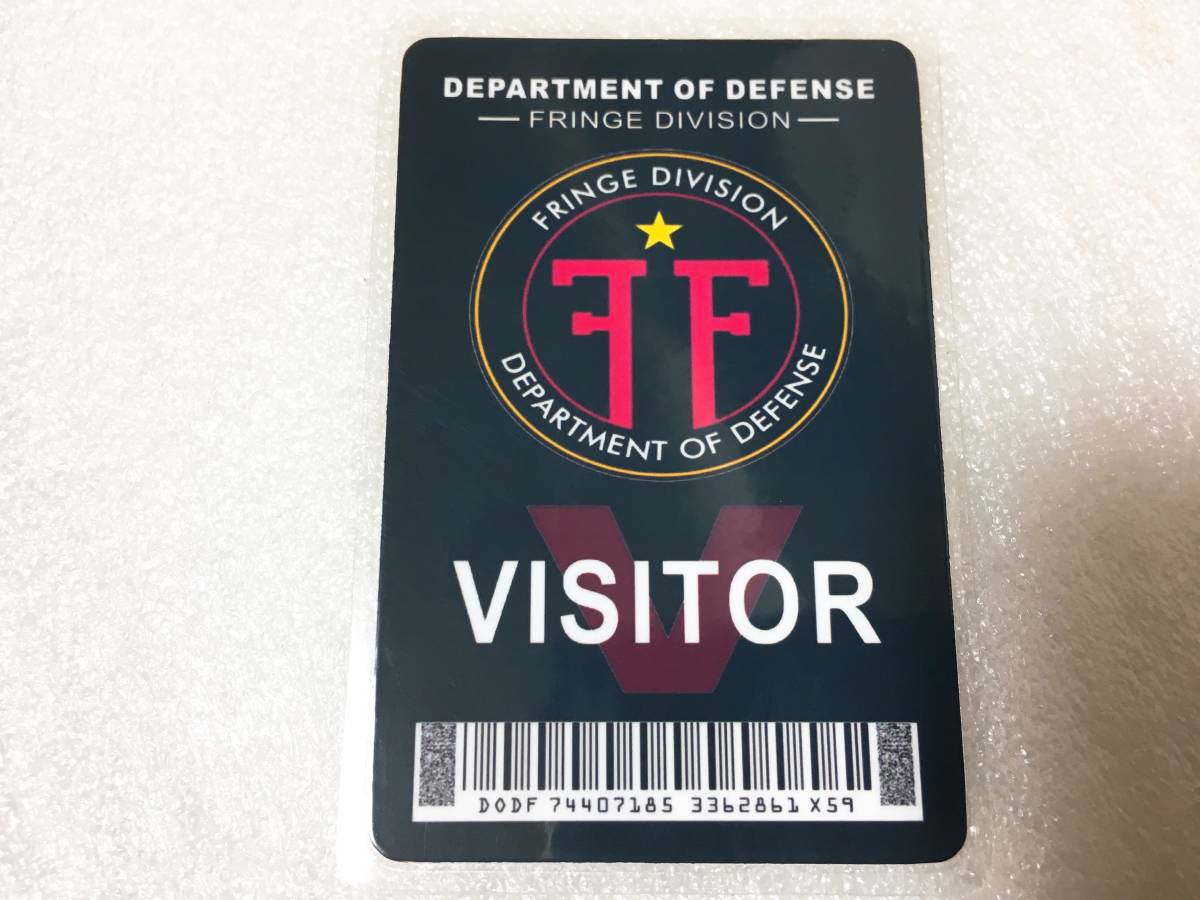 DEPARTMENT OF DEFENSE
FRINGE DIVISION
FRINGE DIVISION
FF
DEPARTMENT OF DEFENSE
V
VISITOR
DODF 74407185 3362861 X59